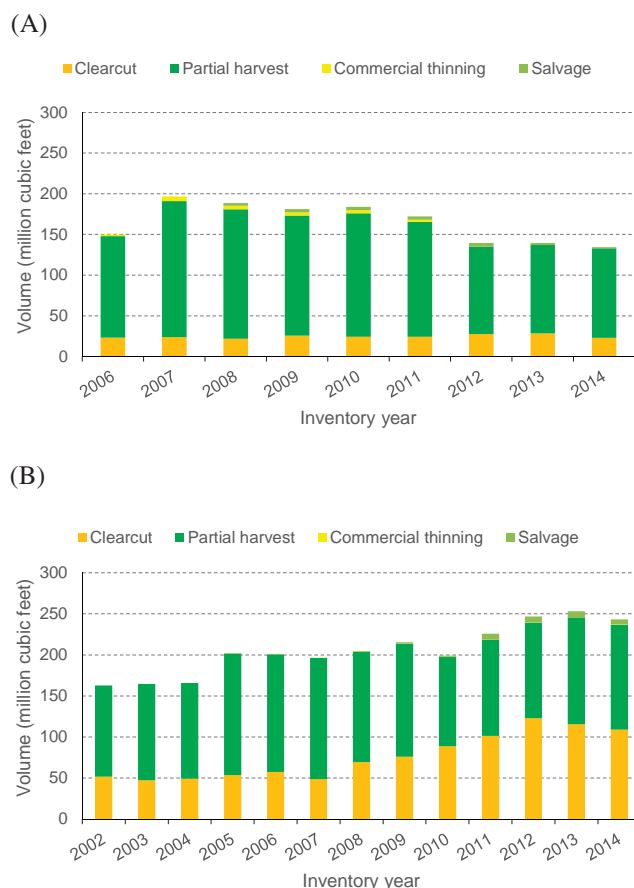 (A)
Clearcut Partial harvest Commercial thinning Salvage
Volume (million cubic feet)
300
250
200
150
100
50
0
2006 2007 2008 2009 2010 2011 2012 2013 2014
Inventory year
(B)
Clearcut Partial harvest Commercial thinning Salvage
Volume (million cubic feet)
300
250
200
150
100
50
0
2002 2003 2004 2005 2006 2007 2008 2009 2010 2011 2012 2013 2014
Inventory year